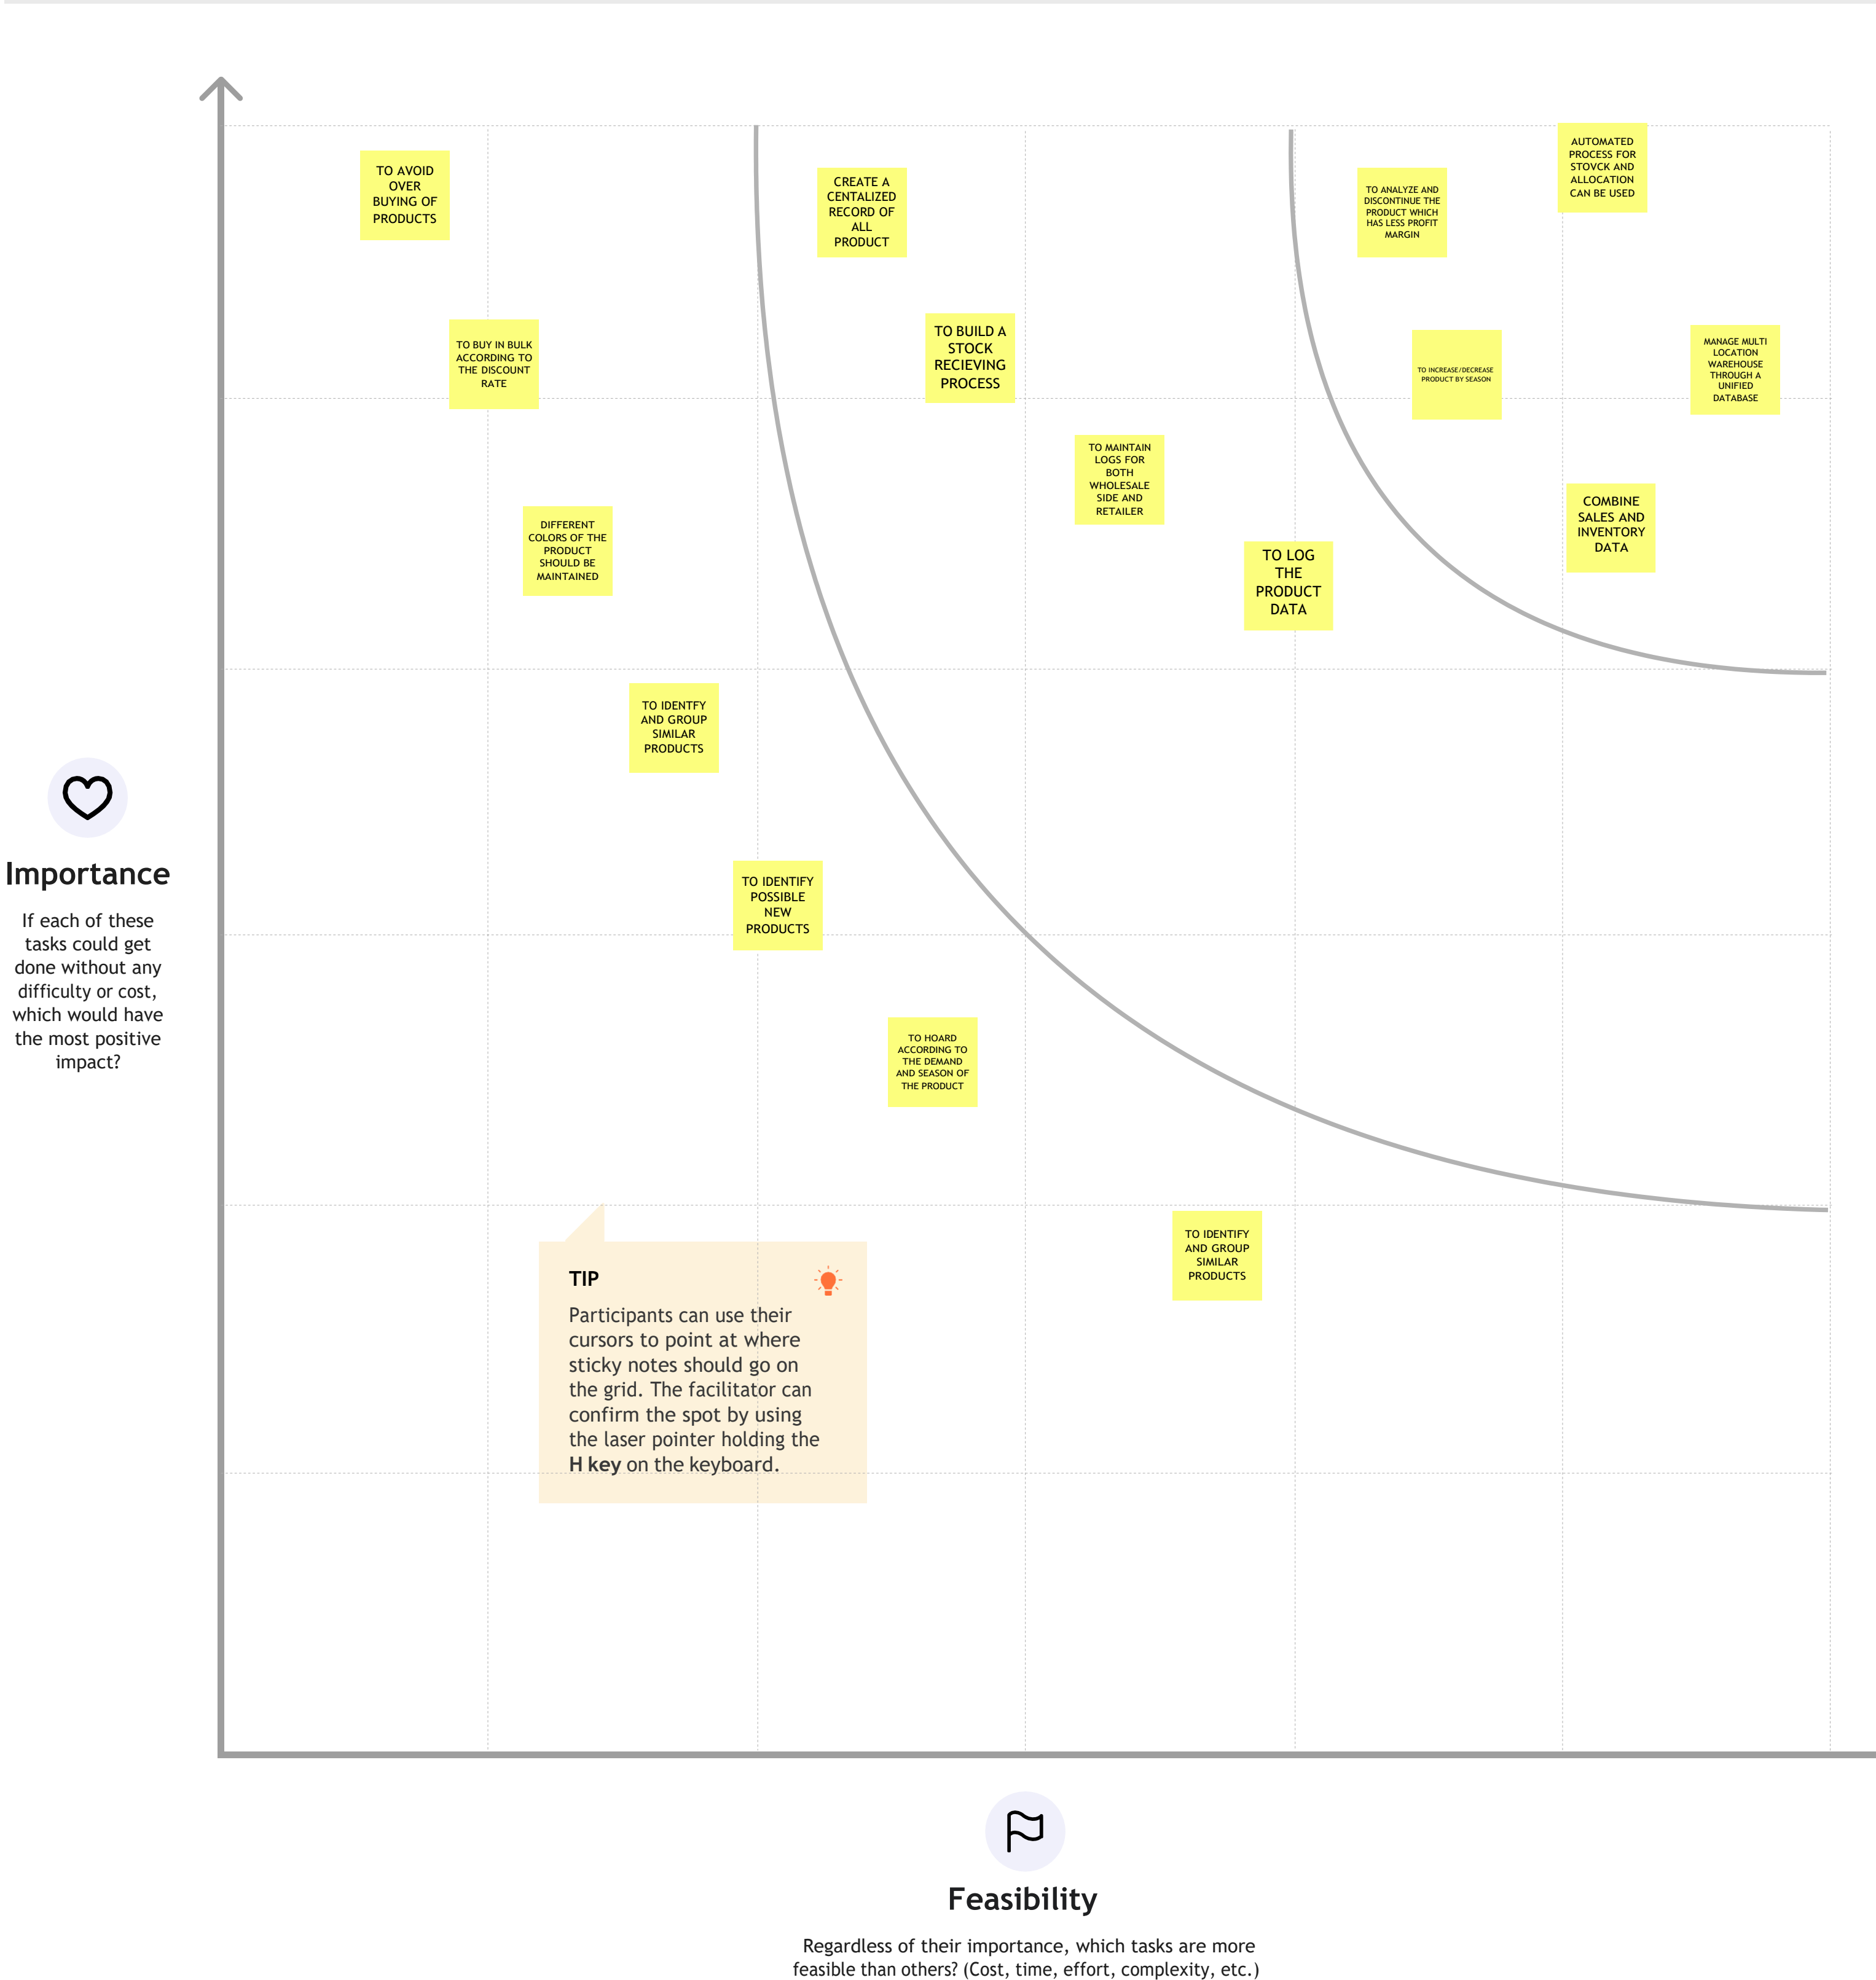 TO AVOID
OVER
BUYING OF
PRODUCTS
CREATE A
CENTALIZED
RECORD OF
ALL
PRODUCT
TO ANALYZE AND
DISCONTINUE THE
PRODUCT WHICH
HAS LESS PROFIT
MARGIN
AUTOMATED
PROCESS FOR
STOVCK AND
ALLOCATION
CAN BE USED
TO BUY IN BULK
ACCORDING TO
THE DISCOUNT
RATE
TO BUILD A
STOCK
RECIEVING
PROCESS
TO INCREASE/DECREASE
PRODUCT BY SEASON
MANAGE MULTI
LOCATION
WAREHOUSE
THROUGH A
UNIFIED
DATABASE
TO MAINTAIN
LOGS FOR
BOTH
WHOLESALE
SIDE AND
RETAILER
COMBINE
SALES AND
INVENTORY
DATA
DIFFERENT
COLORS OF THE
PRODUCT
SHOULD BE
MAINTAINED
TO LOG
THE
PRODUCT
DATA
TO IDENTFY
AND GROUP
SIMILAR
PRODUCTS
Importance
If each of these
tasks could get
done without any
difficulty or cost,
which would have
the most positive
impact?
TO IDENTIFY
POSSIBLE
NEW
PRODUCTS
TO HOARD
ACCORDING TO
THE DEMAND
AND SEASON OF
THE PRODUCT
TO IDENTIFY
AND GROUP
SIMILAR
PRODUCTS
TIP
Participants can use their
cursors to point at where
sticky notes should go on
the grid. The facilitator can
confirm the spot by using
the laser pointer holding the
H key on the keyboard.
Feasibility
Regardless of their importance, which tasks are more
feasible than others? (Cost, time, effort, complexity, etc.)